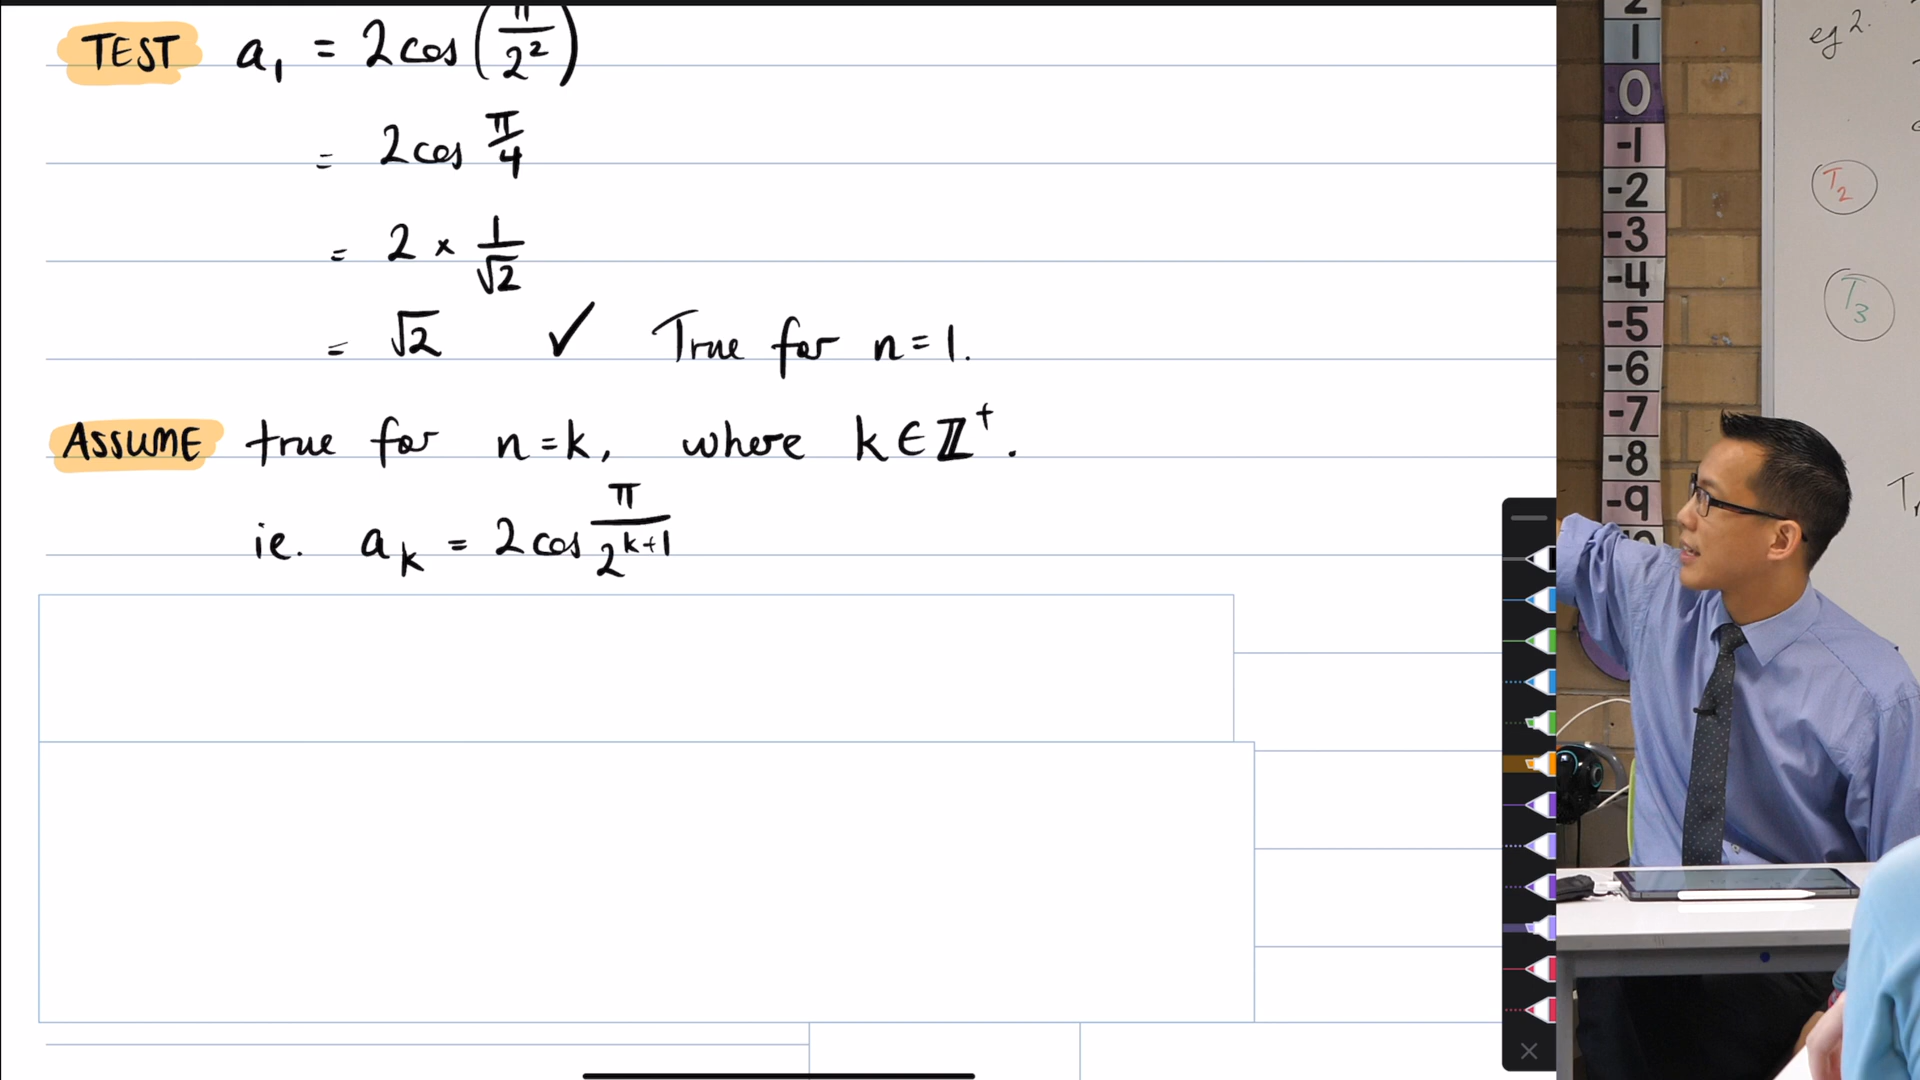 TEST a₁ = 2cos(π/2²)
= 2cos π/4
= 2 × 1/√2
= √2 ✓ True for n=1.
ASSUME true for n=k, where k∈ℤ⁺.
ie. aₖ = 2cos π/2ᵏ⁺¹
2
1
0
-1
-2
-3
-4
-5
-6
-7
-8
-9
eg 2.
T₂
T₃